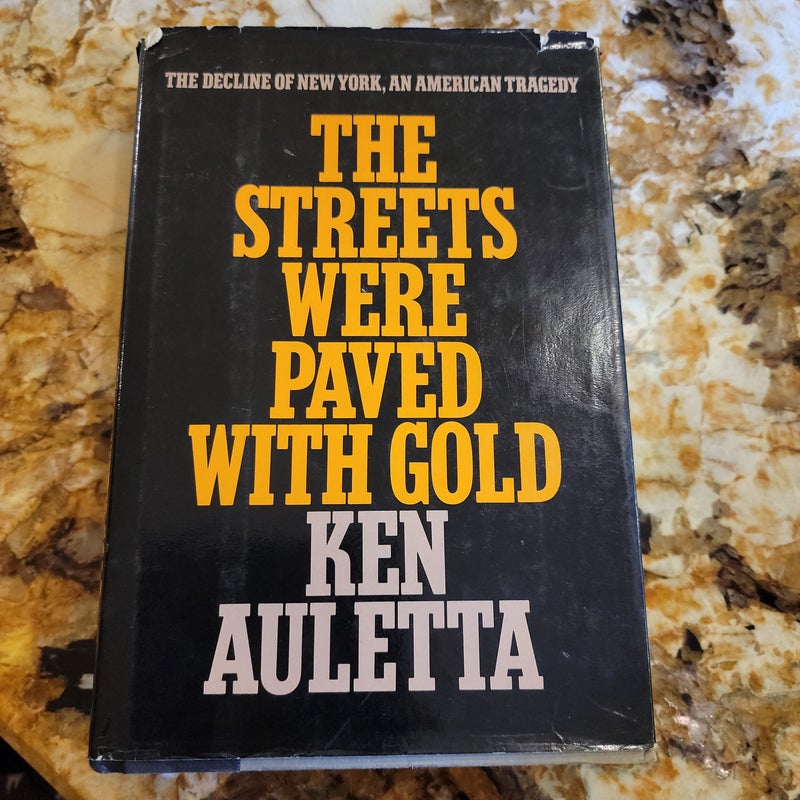 THE DECLINE OF NEW YORK, AN AMERICAN TRAGEDY
THE
STREETS
WERE
PAVED
WITH GOLD
KEN
AULETTA